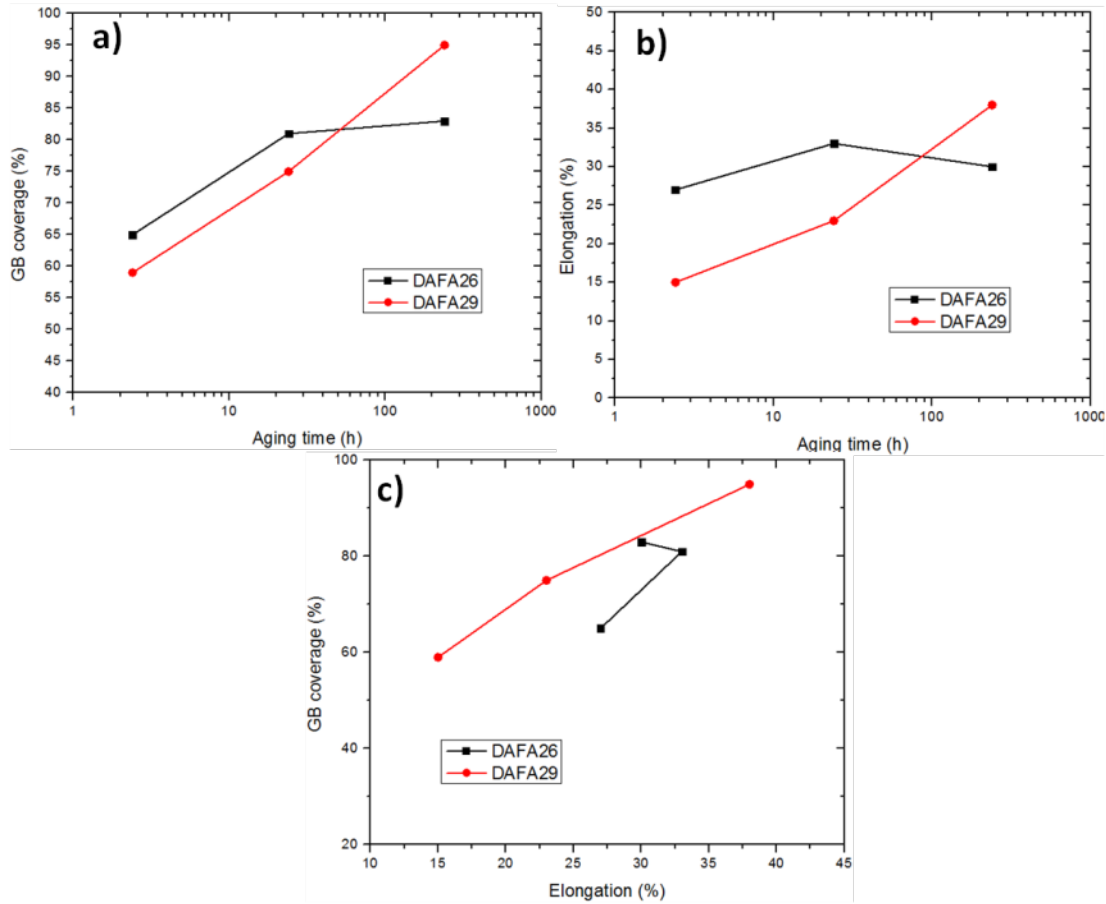 a)
GB coverage (%)
100
95
90
85
80
75
70
65
60
55
50
45
40
1 10 100 1000
Aging time (h)
DAFA26
DAFA29
b)
Elongation (%)
50
45
40
35
30
25
20
15
10
5
0
1 10 100 1000
Aging time (h)
DAFA26
DAFA29
c)
GB coverage (%)
100
80
60
40
20
10 15 20 25 30 35 40 45
Elongation (%)
DAFA26
DAFA29